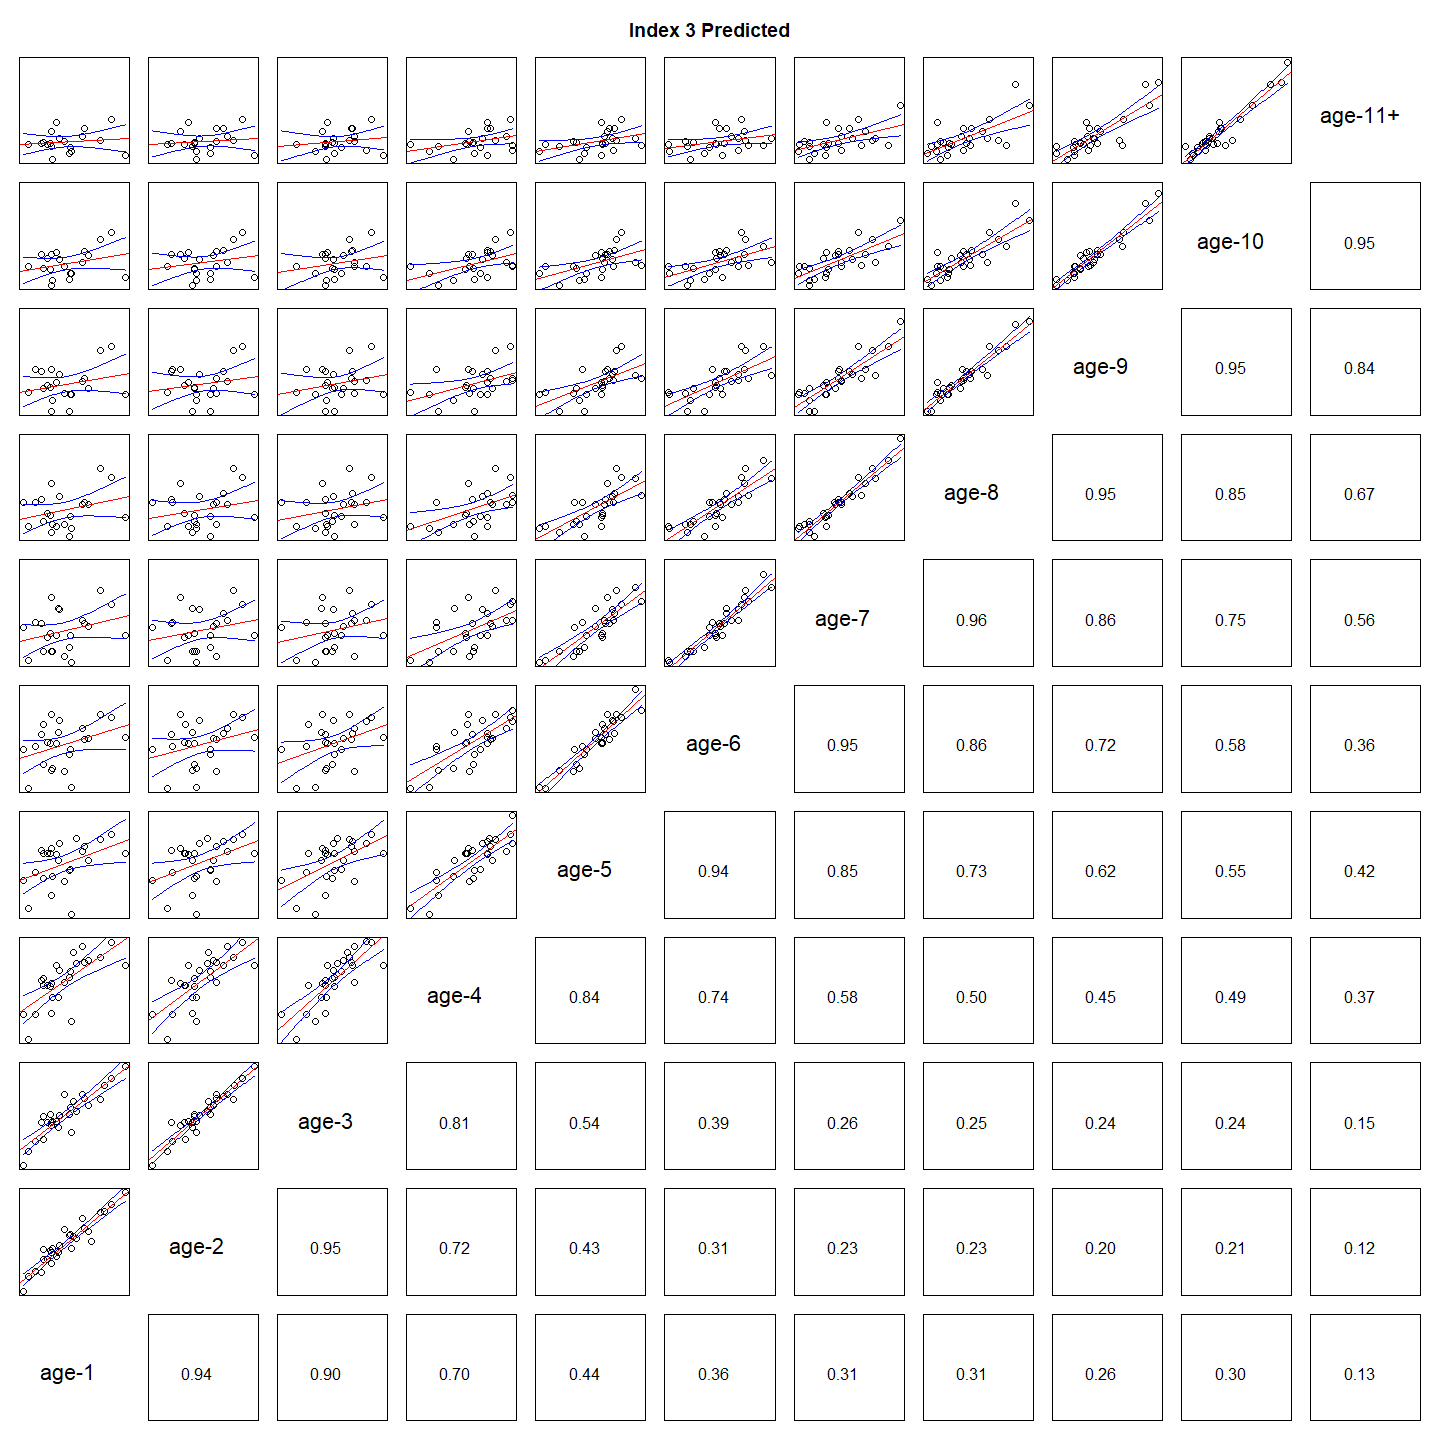 Index 3 Predicted
age-11+
age-10 0.95
age-9 0.95 0.84
age-8 0.95 0.85 0.67
age-7 0.96 0.86 0.75 0.56
age-6 0.95 0.86 0.72 0.58 0.36
age-5 0.94 0.85 0.73 0.62 0.55 0.42
age-4 0.84 0.74 0.58 0.50 0.45 0.49 0.37
age-3 0.81 0.54 0.39 0.26 0.25 0.24 0.24 0.15
age-2 0.95 0.72 0.43 0.31 0.23 0.23 0.20 0.21 0.12
age-1 0.94 0.90 0.70 0.44 0.36 0.31 0.31 0.26 0.30 0.13